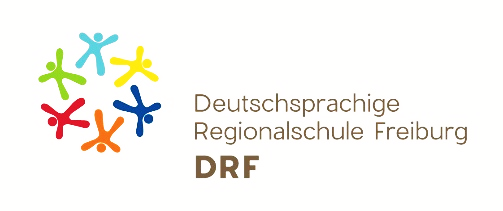 Deutschsprachige
Regionalschule Freiburg
DRF